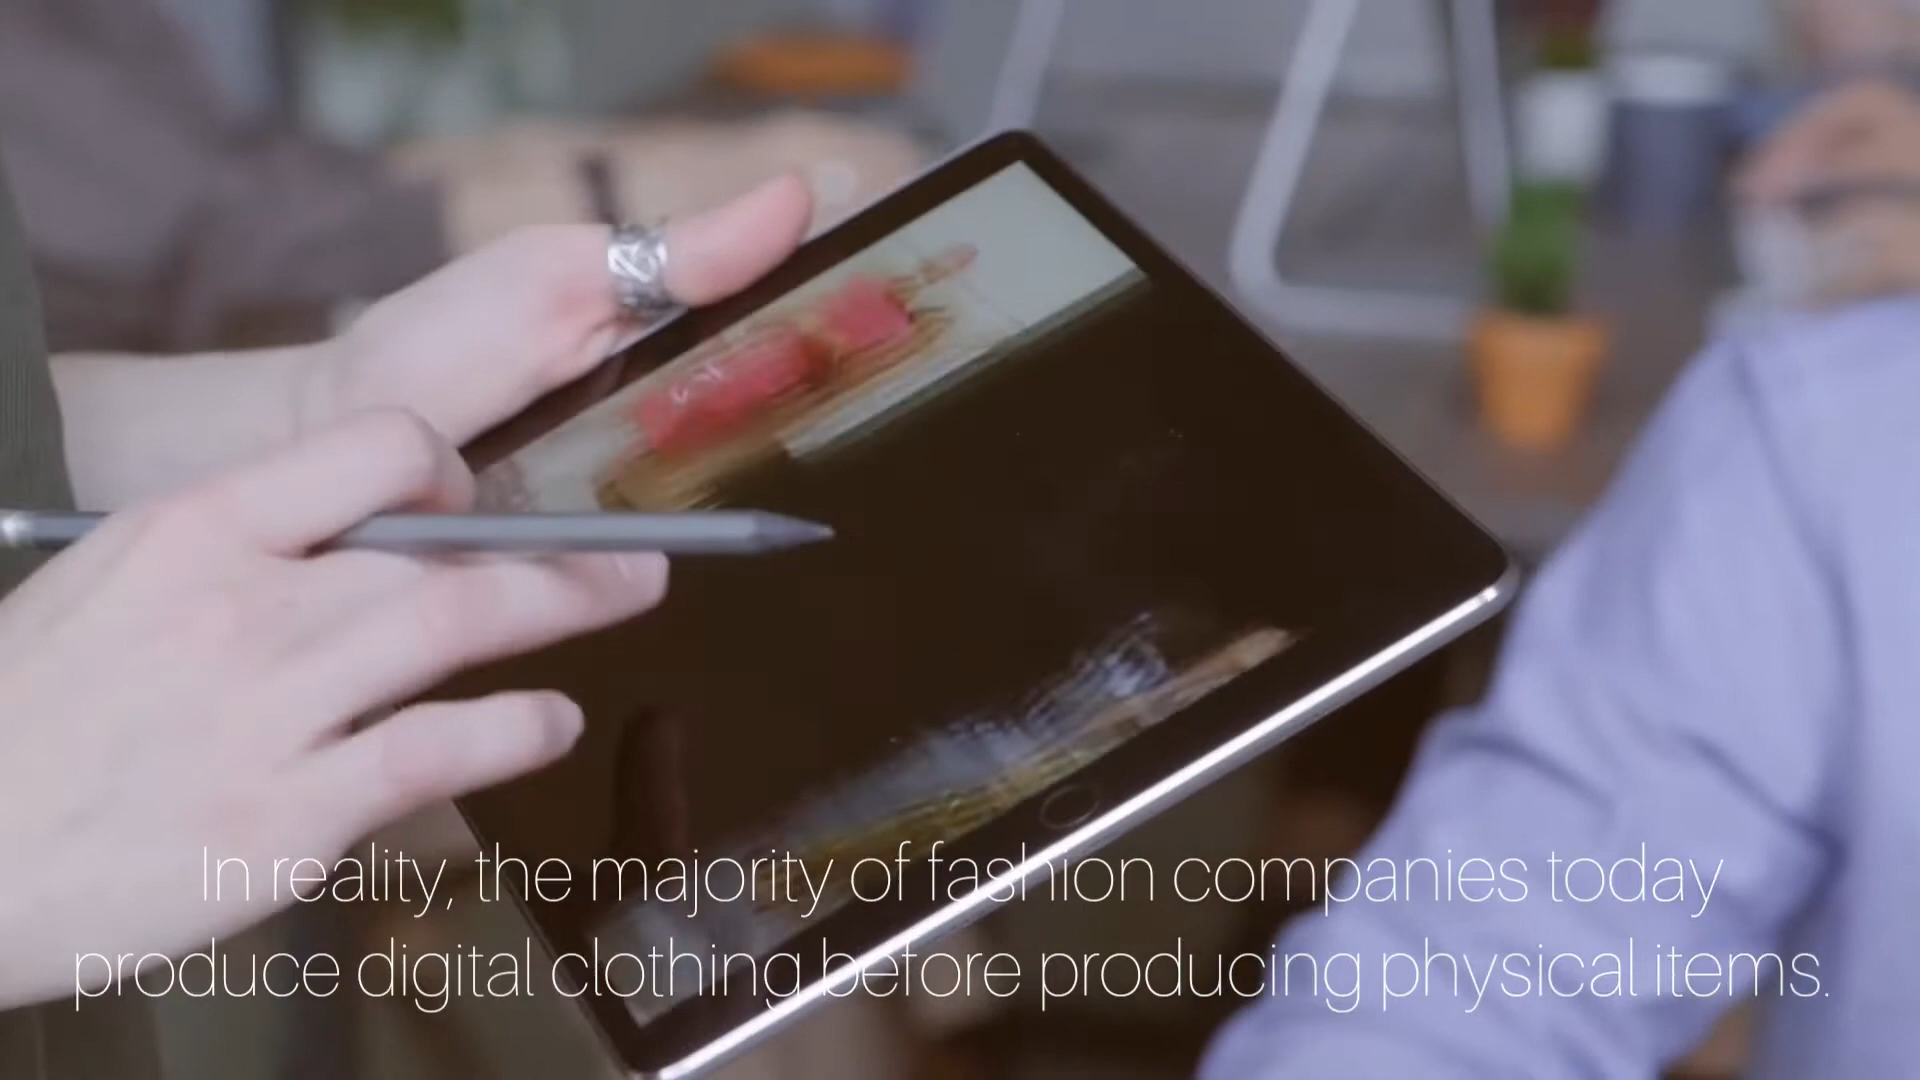 In reality, the majority of fashion companies today
produce digital clothing before producing physical items.